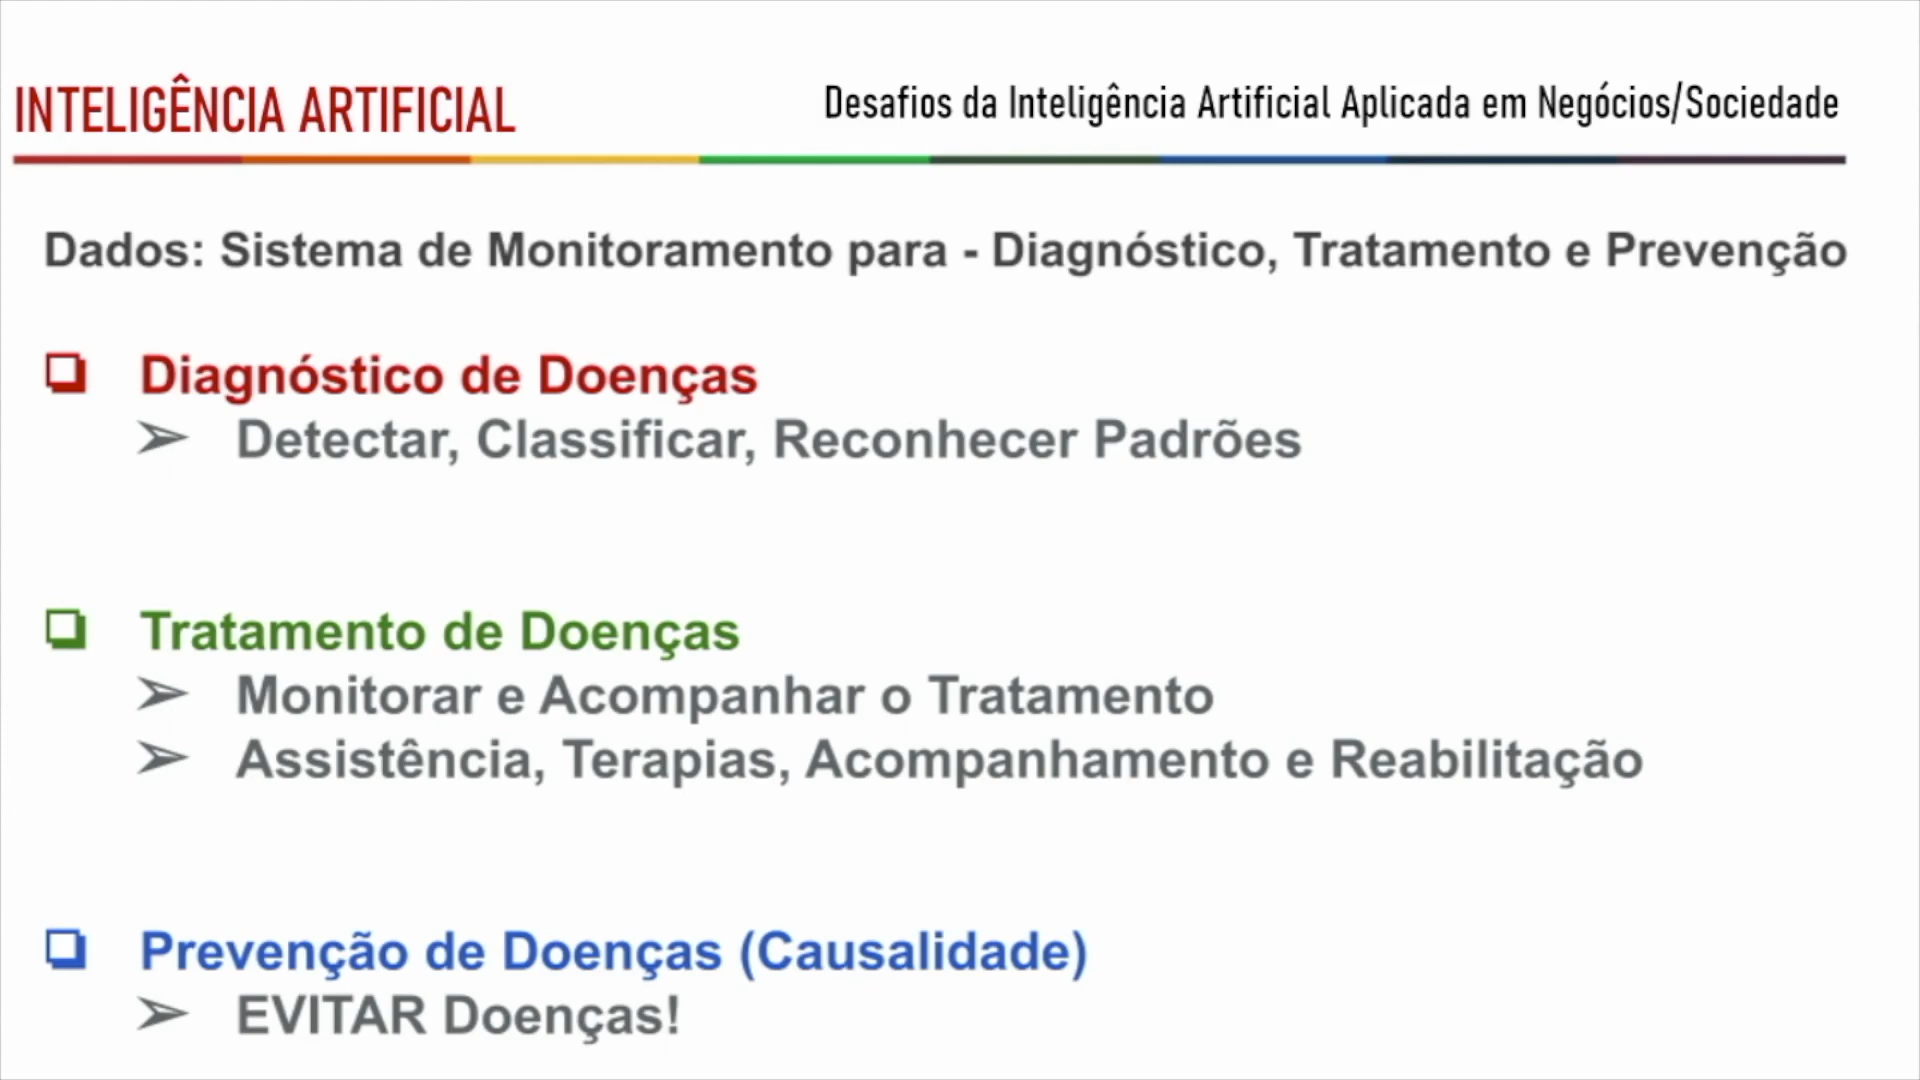 INTELIGÊNCIA ARTIFICIAL
Desafios da Inteligência Artificial Aplicada em Negócios/Sociedade
Dados: Sistema de Monitoramento para - Diagnóstico, Tratamento e Prevenção
❑ Diagnóstico de Doenças
➢ Detectar, Classificar, Reconhecer Padrões
❑ Tratamento de Doenças
➢ Monitorar e Acompanhar o Tratamento
➢ Assistência, Terapias, Acompanhamento e Reabilitação
❑ Prevenção de Doenças (Causalidade)
➢ EVITAR Doenças!